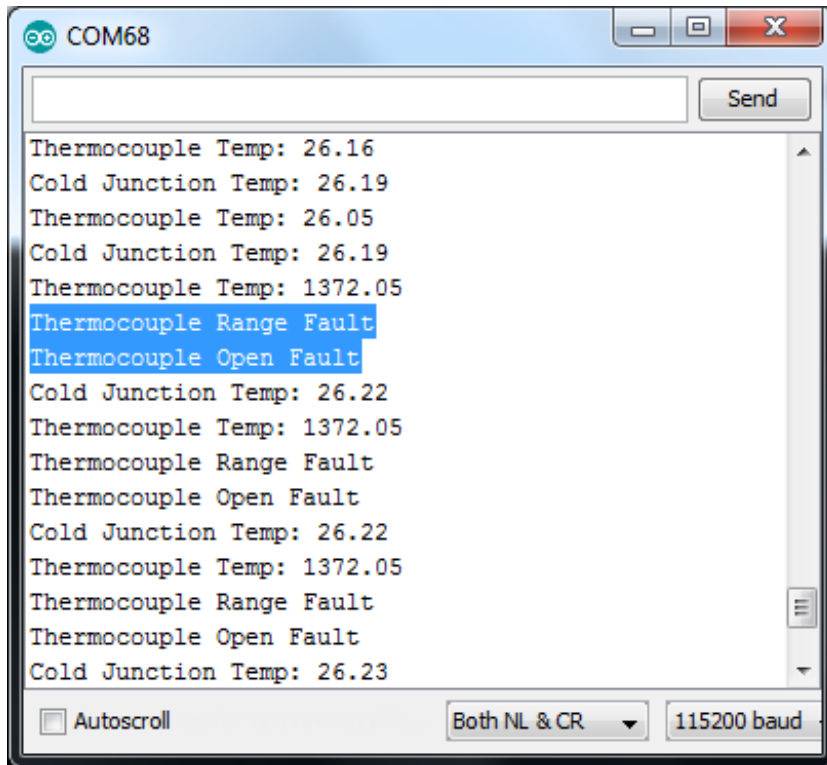 COM68
Send
Thermocouple Temp: 26.16
Cold Junction Temp: 26.19
Thermocouple Temp: 26.05
Cold Junction Temp: 26.19
Thermocouple Temp: 1372.05
Thermocouple Range Fault
Thermocouple Open Fault
Cold Junction Temp: 26.22
Thermocouple Temp: 1372.05
Thermocouple Range Fault
Thermocouple Open Fault
Cold Junction Temp: 26.22
Thermocouple Temp: 1372.05
Thermocouple Range Fault
Thermocouple Open Fault
Cold Junction Temp: 26.23
Autoscroll Both NL & CR 115200 baud